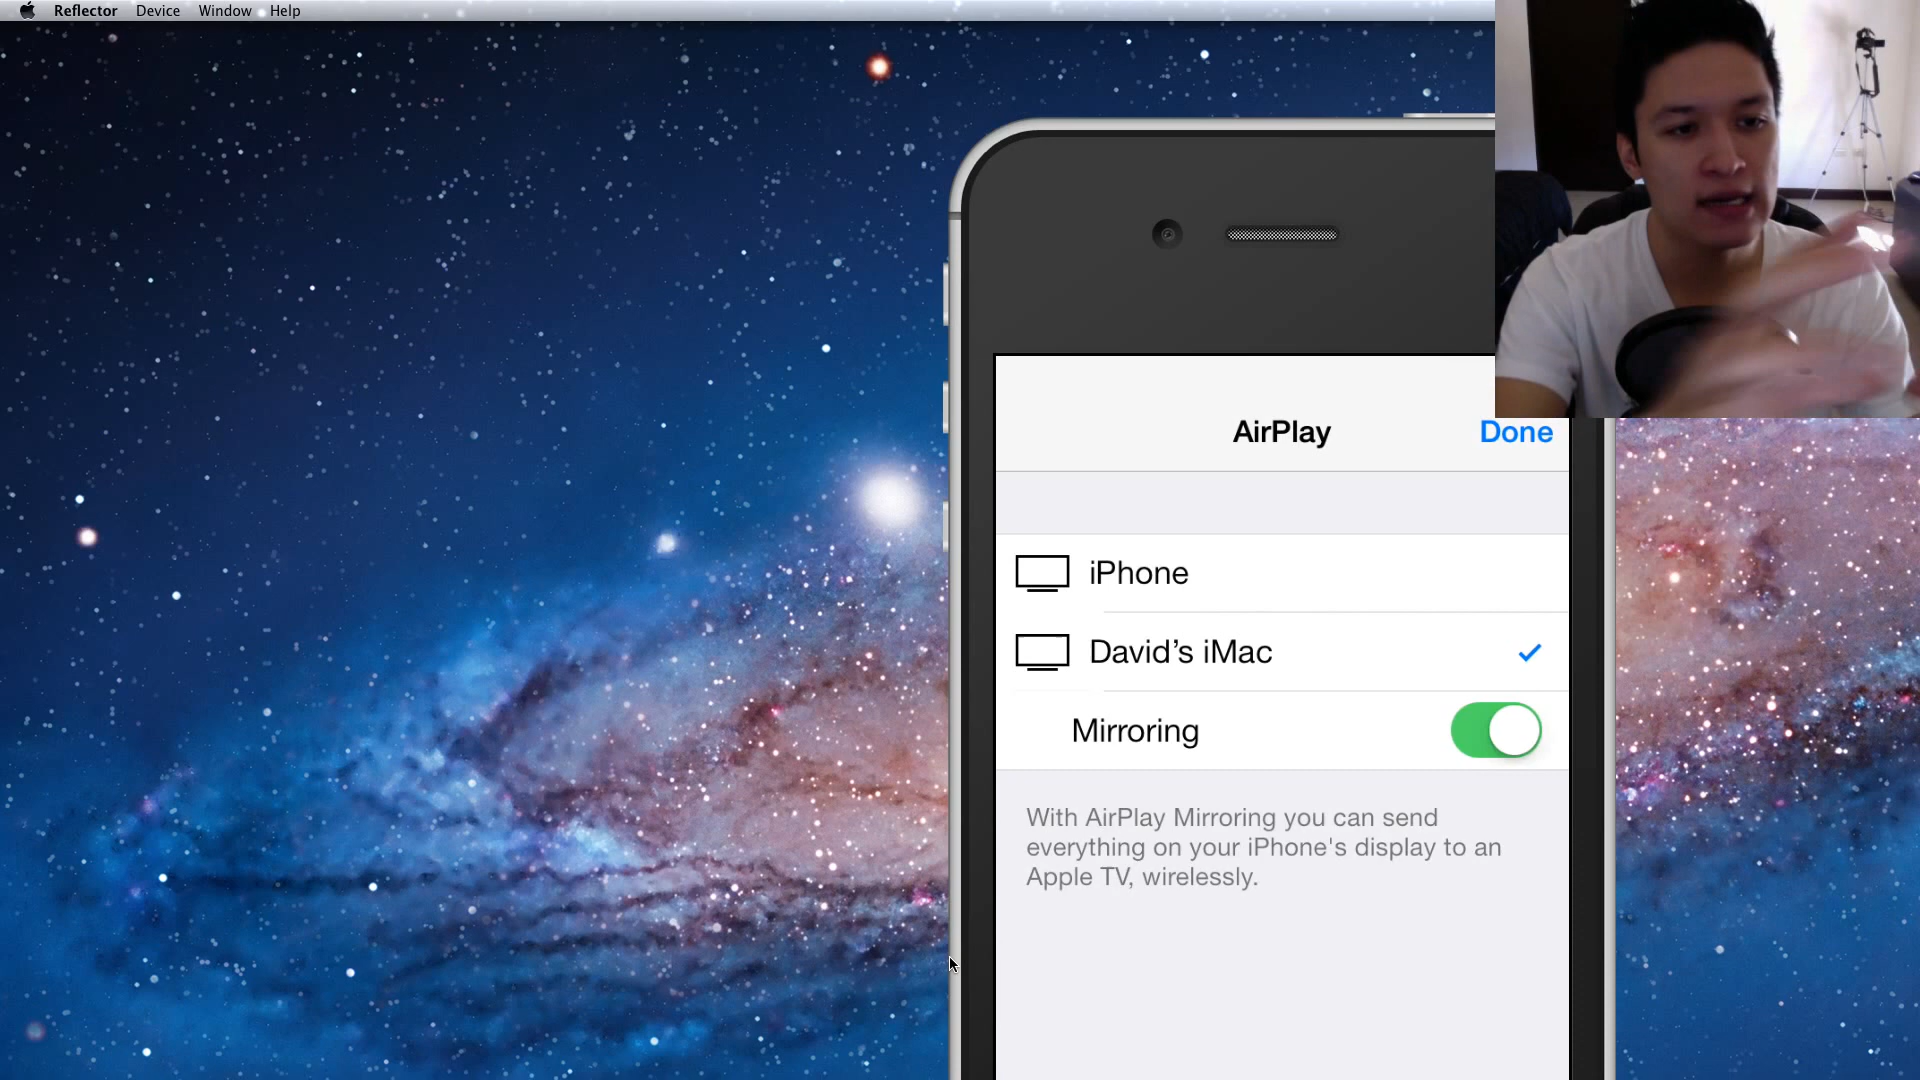 Reflector Device Window Help
AirPlay
Done
iPhone
David’s iMac
Mirroring
With AirPlay Mirroring you can send
everything on your iPhone's display to an
Apple TV, wirelessly.